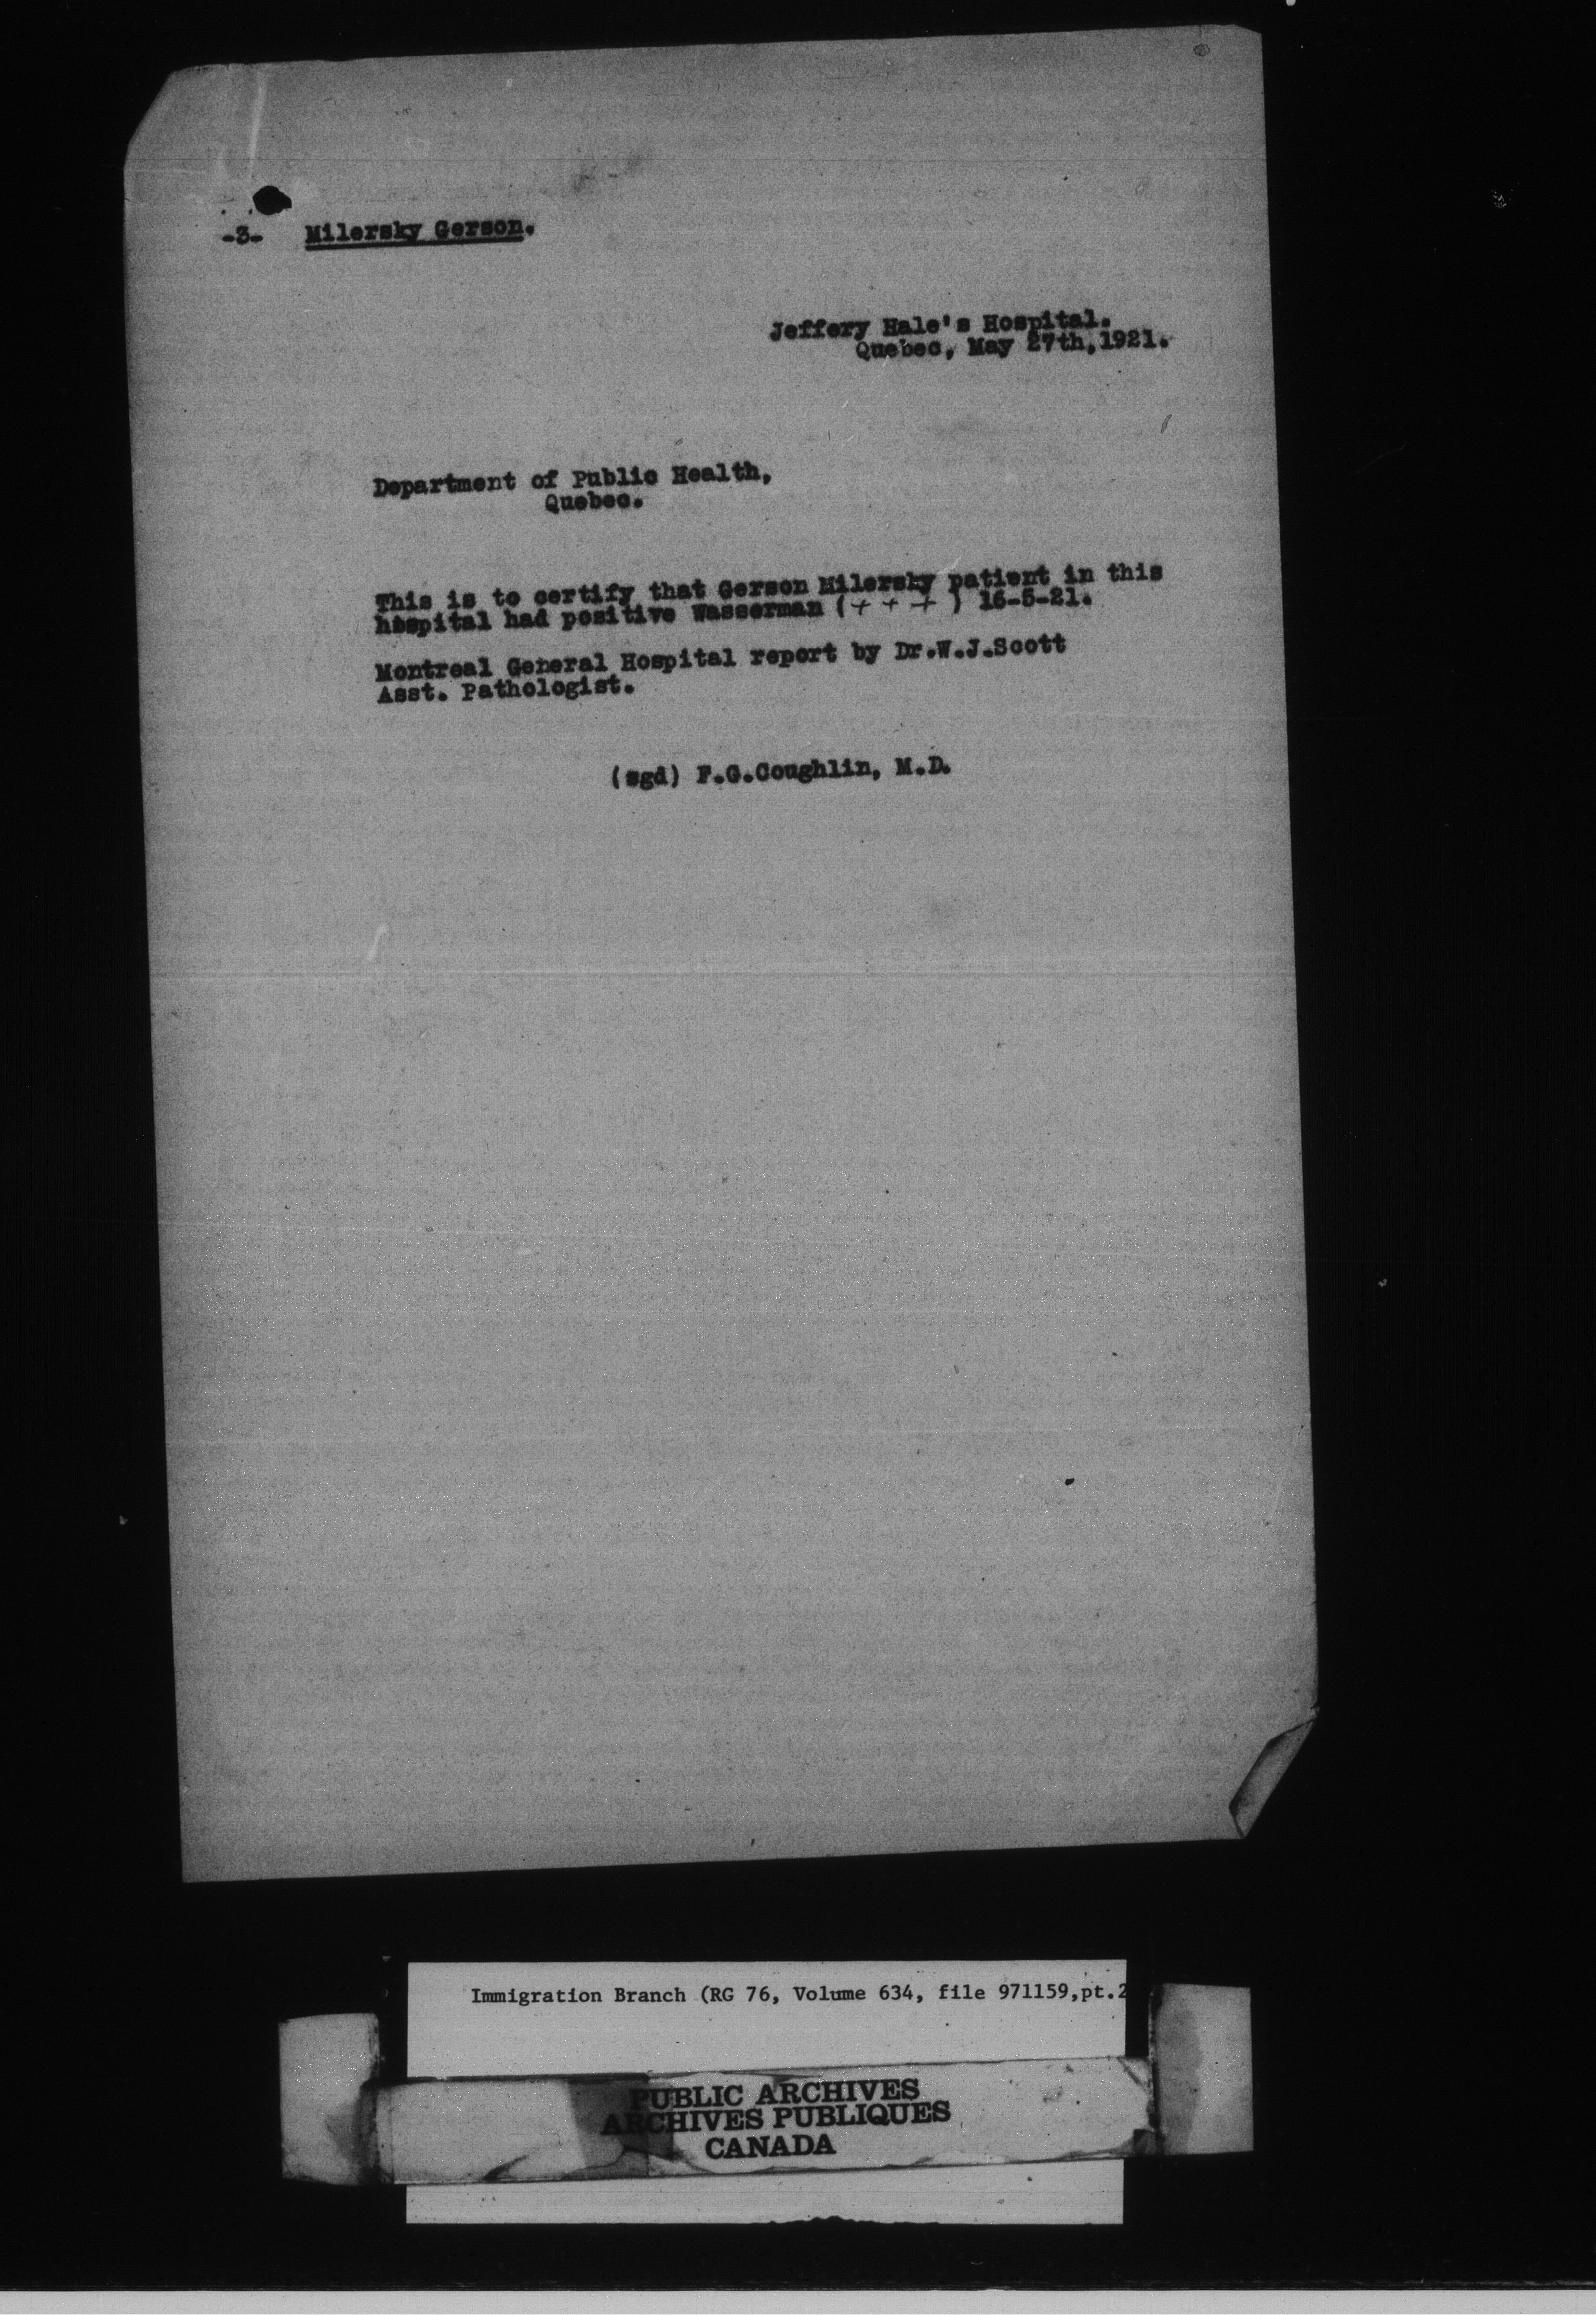 -3- Milersky Gerson.
Jeffery Hale's Hospital.
Quebec, May 27th,1921.
Department of Public Health,
Quebec.
This is to certify that Gerson Milersky patient in this
hospital had positive Wasserman (+ + +) 16-5-21.
Montreal General Hospital report by Dr.W.J.Scott
Asst. Pathologist.
(sgd) F.G.Coughlin, M.D.
Immigration Branch (RG 76, Volume 634, file 971159,pt.2
PUBLIC ARCHIVES
ARCHIVES PUBLIQUES
CANADA